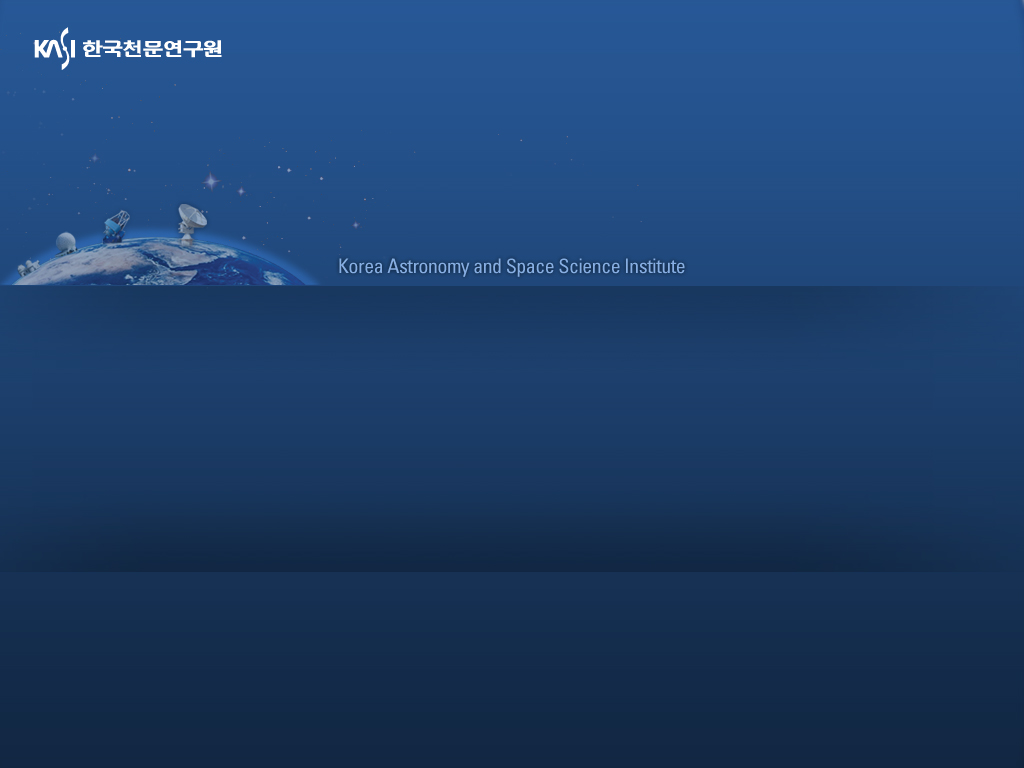 KASI 한국천문연구원
Korea Astronomy and Space Science Institute